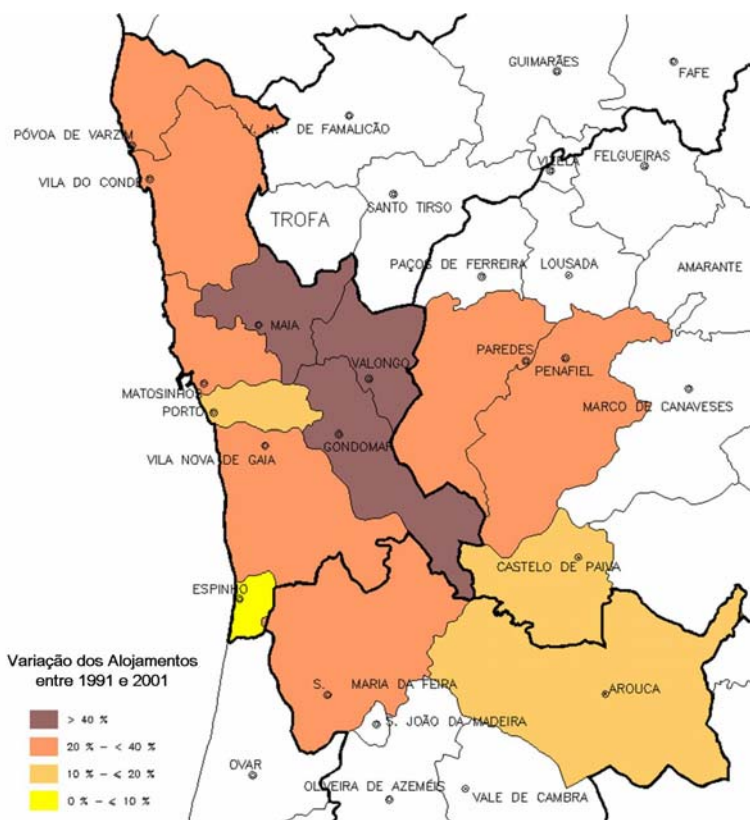 GUIMARÃES
FAFE
PÓVOA DE VARZIM
V. N. DE FAMALICÃO
VIZELA
FELGUEIRAS
VILA DO CONDE
SANTO TIRSO
TROFA
PAÇOS DE FERREIRA
LOUSADA
AMARANTE
MAIA
VALONGO
PAREDES
PENAFIEL
MATOSINHOS
MARCO DE CANAVESES
PORTO
GONDOMAR
VILA NOVA DE GAIA
CASTELO DE PAIVA
ESPINHO
S. MARIA DA FEIRA
AROUCA
S. JOÃO DA MADEIRA
OVAR
OLIVEIRA DE AZEMÉIS
VALE DE CAMBRA
Variação dos Alojamentos
entre 1991 e 2001
> 40 %
20 % - < 40 %
10 % - ⩽ 20 %
0 % - ⩽ 10 %